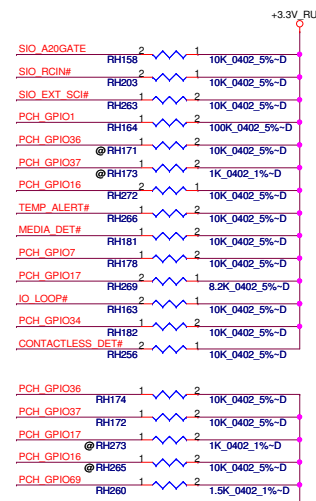 +3.3V_RU
SIO_A20GATE 2 1
RH158 10K_0402_5%~D
SIO_RCIN# 2 1
RH203 10K_0402_5%~D
SIO_EXT_SCI# 1 2
RH263 10K_0402_5%~D
PCH_GPIO1 1 2
RH164 100K_0402_5%~D
PCH_GPIO36 1 2
@RH171 10K_0402_5%~D
PCH_GPIO37 1 2
@RH173 1K_0402_1%~D
PCH_GPIO16 2 1
RH272 10K_0402_5%~D
TEMP_ALERT# 1 2
RH266 10K_0402_5%~D
MEDIA_DET# 1 2
RH181 10K_0402_5%~D
PCH_GPIO7 1 2
RH178 10K_0402_5%~D
PCH_GPIO17 2 1
RH269 8.2K_0402_5%~D
IO_LOOP# 2 1
RH163 10K_0402_5%~D
PCH_GPIO34 1 2
RH182 10K_0402_5%~D
CONTACTLESS_DET# 2 1
RH256 10K_0402_5%~D
PCH_GPIO36 1 2
RH174 10K_0402_5%~D
PCH_GPIO37 1 2
RH172 10K_0402_5%~D
PCH_GPIO17 1 2
@RH273 1K_0402_1%~D
PCH_GPIO16 1 2
@RH265 10K_0402_5%~D
PCH_GPIO69 1 2
RH260 1.5K_0402_1%~D